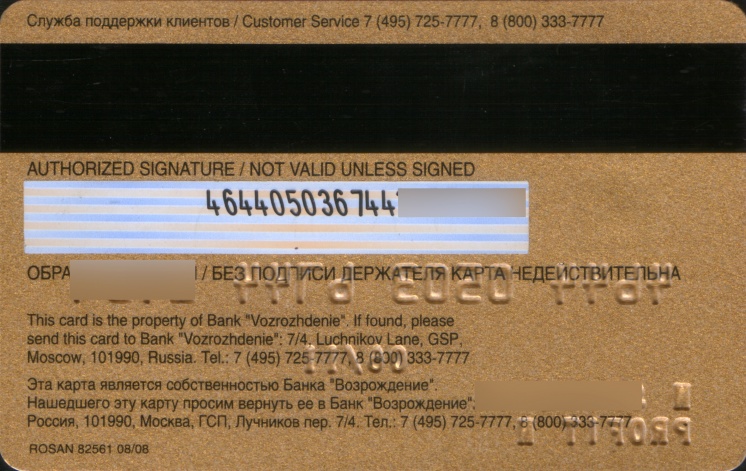 Служба поддержки клиентов / Customer Service 7 (495) 725-7777, 8 (800) 333-7777
AUTHORIZED SIGNATURE / NOT VALID UNLESS SIGNED
464405036744
ОБРА / БЕЗ ПОДПИСИ ДЕРЖАТЕЛЯ КАРТА НЕДЕЙСТВИТЕЛЬНА
This card is the property of Bank "Vozrozhdenie". If found, please
send this card to Bank "Vozrozhdenie": 7/4, Luchnikov Lane, GSP,
Moscow, 101990, Russia. Tel.: 7 (495) 725-7777, 8 (800) 333-7777
Эта карта является собственностью Банка "Возрождение".
Нашедшего эту карту просим вернуть ее в Банк "Возрождение":
Россия, 101990, Москва, ГСП, Лучников пер. 7/4. Тел.: 7 (495) 725-7777, 8 (800) 333-7777
ROSAN 82561 08/08